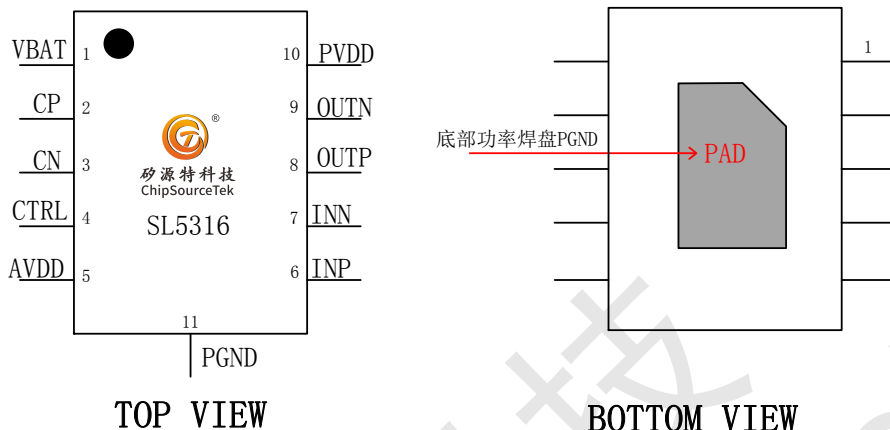 VBAT 1 10 PVDD
CP 2 9 OUTN
CN 3 8 OUTP
CTRL 4 7 INN
AVDD 5 6 INP
®
矽源特科技
ChipSourceTek
SL5316
11
PGND
TOP VIEW
1
底部功率焊盘PGND
PAD
BOTTOM VIEW
技